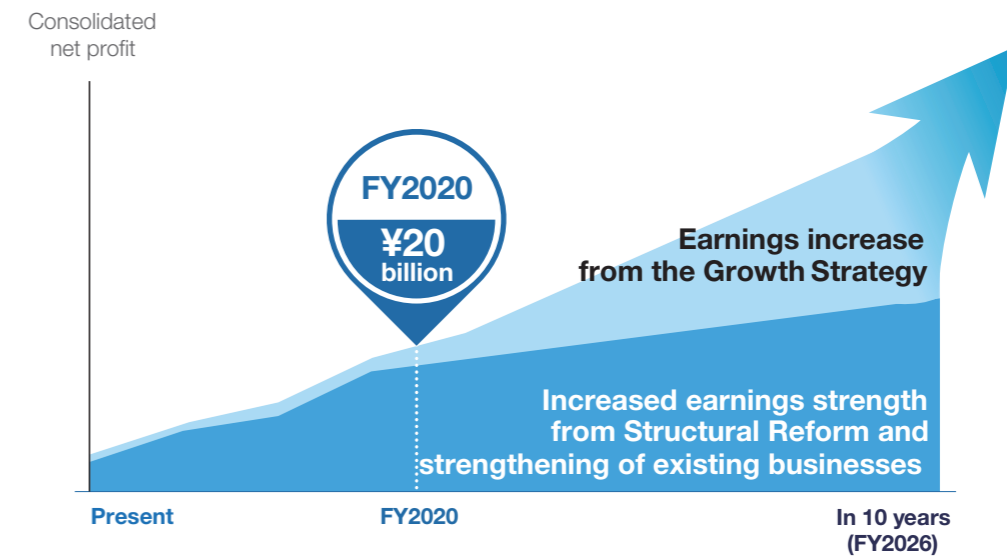 Consolidated
net profit
FY2020
¥20
billion
Earnings increase
from the Growth Strategy
Increased earnings strength
from Structural Reform and
strengthening of existing businesses
Present
FY2020
In 10 years
(FY2026)